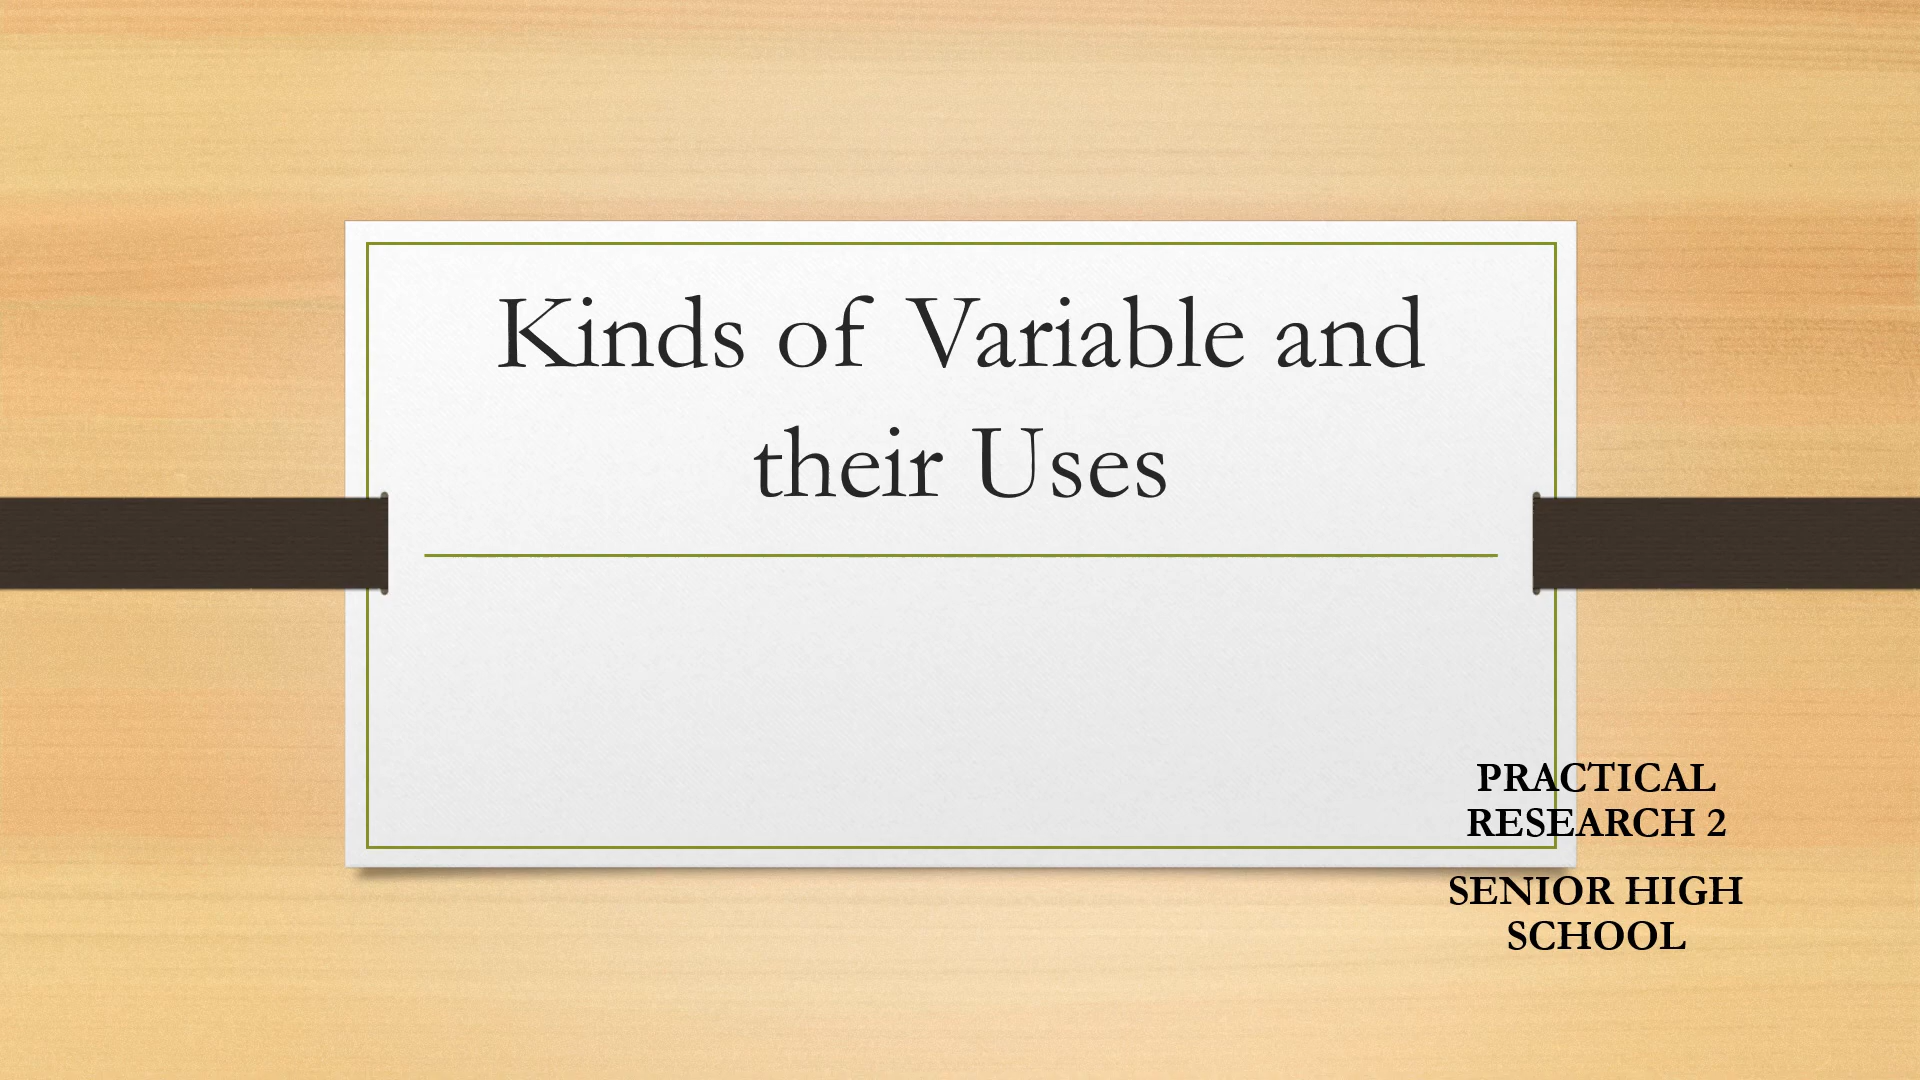 Kinds of Variable and
their Uses
PRACTICAL
RESEARCH 2
SENIOR HIGH
SCHOOL